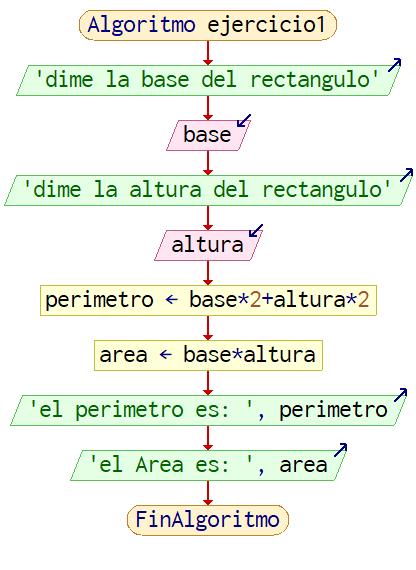 Algoritmo ejercicio1
'dime la base del rectangulo'
base
'dime la altura del rectangulo'
altura
perimetro ← base*2+altura*2
area ← base*altura
'el perimetro es: ', perimetro
'el Area es: ', area
FinAlgoritmo